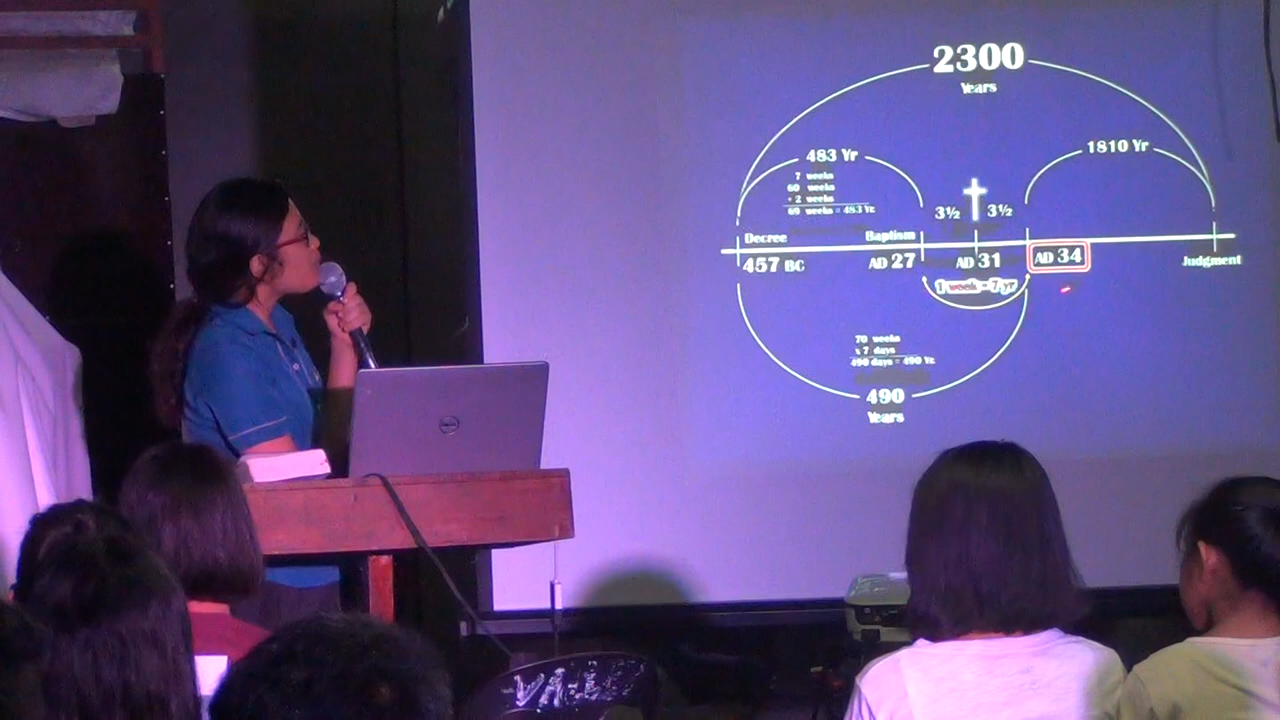 2300
Years
483 Yr
1810 Yr
7 weeks
60 weeks
+ 2 weeks
69 weeks = 483 Yr.
3½ 3½
Decree
Baptism
457 BC
AD 27
AD 31
AD 34
Judgment
1 week = 7 yr
70 weeks
x 7 days
490 days = 490 Yr.
490
Years
DELL